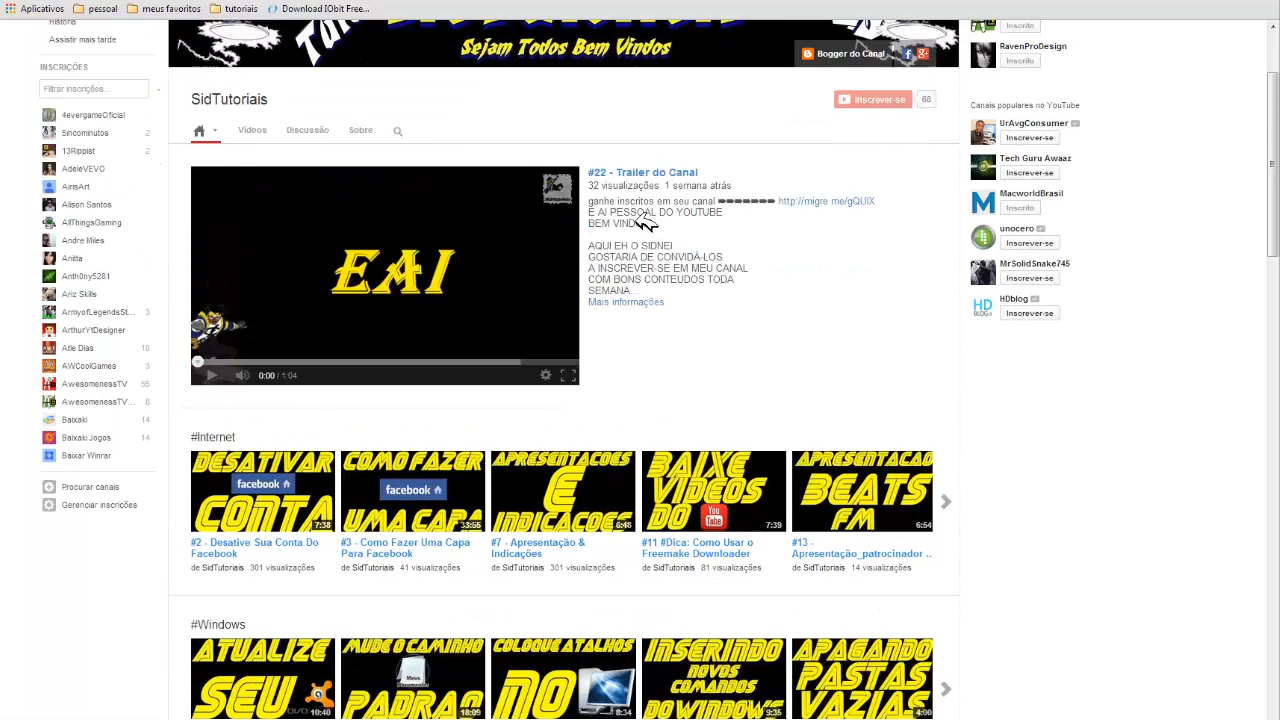 Aplicativos pessoal meus favoritos tutoriais Download IObit Free...
História
Assistir mais tarde
INSCRIÇÕES
Filtrar inscrições...
4evergameOficial
5incominutos 2
13Rippist 2
AdeleVEVO
AirisArt
Alison Santos
AllThingsGaming
Andre Miles
Anitta
Anth0ny5281
Ariz Skills
ArmyofLegendsSt... 3
ArthurYtDesigner
Atle Dias 10
AWCoolGames 3
AwesomenessTV 55
AwesomenessTV... 8
Baixaki 14
Baixaki Jogos 14
Baixar Winrar
Procurar canais
Gerenciar inscrições
Sejam Todos Bem Vindos
Bogger do Canal
SidTutoriais
Inscrever-se 68
Vídeos Discussão Sobre
EAI
0:00 / 1:04
#22 - Trailer do Canal
32 visualizações 1 semana atrás
ganhe inscritos em seu canal http://migre.me/gQUlX
E AI PESSOAL DO YOUTUBE
BEM
AQUI EH O SIDNEI
GOSTARIA DE CONVIDÁ-LOS
A INSCREVER-SE EM MEU CANAL
COM BONS CONTEUDOS TODA
SEMANA...
Mais informações
#Internet
DESATIVAR
facebook
CONTA
7:38
#2 - Desative Sua Conta Do
Facebook
de SidTutoriais 301 visualizações
COMO FAZER
facebook
UMA CAPA
33:55
#3 - Como Fazer Uma Capa
Para Facebook
de SidTutoriais 41 visualizações
APRESENTACOES
E
INDICACOES
6:48
#7 - Apresentação &
Indicações
de SidTutoriais 301 visualizações
BAIXE
VIDEOS
DO
You
Tube
7:39
#11 #Dica: Como Usar o
Freemake Downloader
de SidTutoriais 81 visualizações
APRESENTACAO
BEATS
FM
6:54
#13 -
Apresentação_patrocinador ...
de SidTutoriais 14 visualizações
#Windows
ATUALIZE
SEU
10:40
MUDE O CAMINHO
Meus
PADRAO
18:09
COLOQUE ATALHOS
NO
8:34
INSERINDO
NOVOS
COMANDOS
DO WINDOWS
9:35
APAGANDO
PASTAS
VAZIAS
4:00
Inscrito
RavenProDesign
Inscrito
Canais populares no YouTube
UrAvgConsumer
Inscrever-se
Tech Guru Awaaz
Inscrever-se
MacworldBrasil
Inscrito
unocero
Inscrever-se
MrSolidSnake745
Inscrever-se
HDblog
Inscrever-se